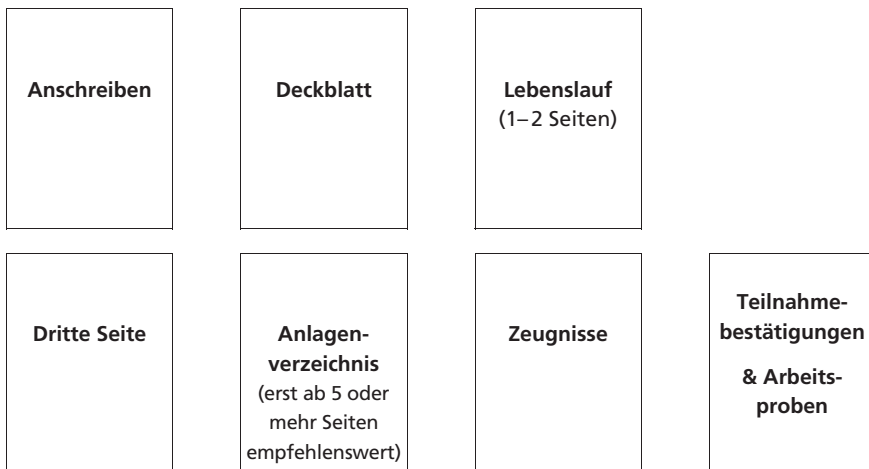 Anschreiben
Deckblatt
Lebenslauf
(1–2 Seiten)
Dritte Seite
Anlagen-
verzeichnis
(erst ab 5 oder
mehr Seiten
empfehlenswert)
Zeugnisse
Teilnahme-
bestätigungen
& Arbeits-
proben